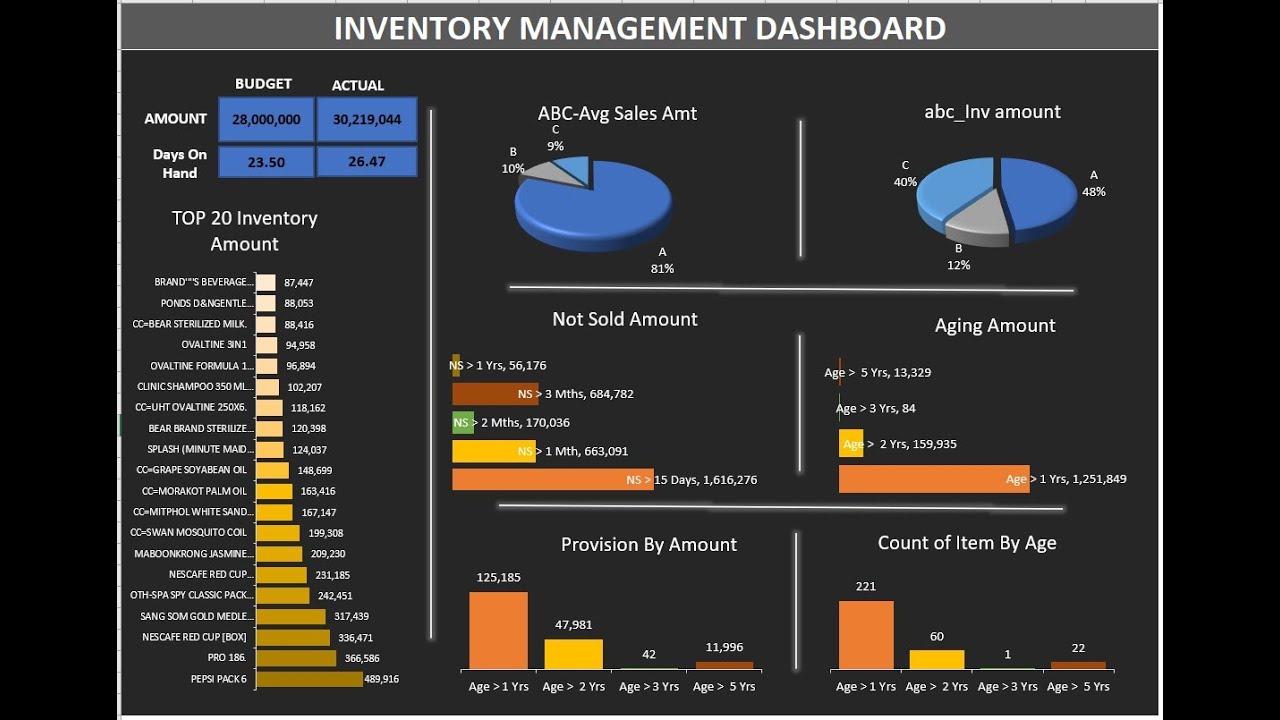 INVENTORY MANAGEMENT DASHBOARD
BUDGET
ACTUAL
AMOUNT
28,000,000
30,219,044
Days On
Hand
23.50
26.47
TOP 20 Inventory
Amount
BRAND""'S BEVERAGE... 87,447
PONDS D&NGENTLE... 88,053
CC=BEAR STERILIZED MILK. 88,416
OVALTINE 3IN1 94,958
OVALTINE FORMULA 1... 96,894
CLINIC SHAMPOO 350 ML... 102,207
CC=UHT OVALTINE 250X6. 118,162
BEAR BRAND STERILIZE... 120,398
SPLASH (MINUTE MAID... 124,037
CC=GRAPE SOYABEAN OIL 148,699
CC=MORAKOT PALM OIL 163,416
CC=MITPHOL WHITE SAND... 167,147
CC=SWAN MOSQUITO COIL 199,308
MABOONKRONG JASMINE... 209,230
NESCAFE RED CUP... 231,185
OTH-SPA SPY CLASSIC PACK... 242,451
SANG SOM GOLD MEDLE... 317,439
NESCAFE RED CUP [BOX] 336,471
PRO 186. 366,586
PEPSI PACK 6 489,916
ABC-Avg Sales Amt
C
9%
B
10%
A
81%
abc_Inv amount
C
40%
A
48%
B
12%
Not Sold Amount
NS > 1 Yrs, 56,176
NS > 3 Mths, 684,782
NS > 2 Mths, 170,036
NS > 1 Mth, 663,091
NS > 15 Days, 1,616,276
Aging Amount
Age > 5 Yrs, 13,329
Age > 3 Yrs, 84
Age > 2 Yrs, 159,935
Age > 1 Yrs, 1,251,849
Provision By Amount
125,185
47,981
42
11,996
Age > 1 Yrs Age > 2 Yrs Age > 3 Yrs Age > 5 Yrs
Count of Item By Age
221
60
1
22
Age > 1 Yrs Age > 2 Yrs Age > 3 Yrs Age > 5 Yrs